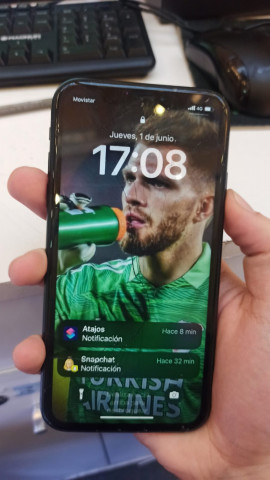 Movistar
4G
Jueves, 1 de junio
17:08
Atajos
Hace 8 min
Notificación
Snapchat
Hace 32 min
Notificación
TURKISH
AIRLINES